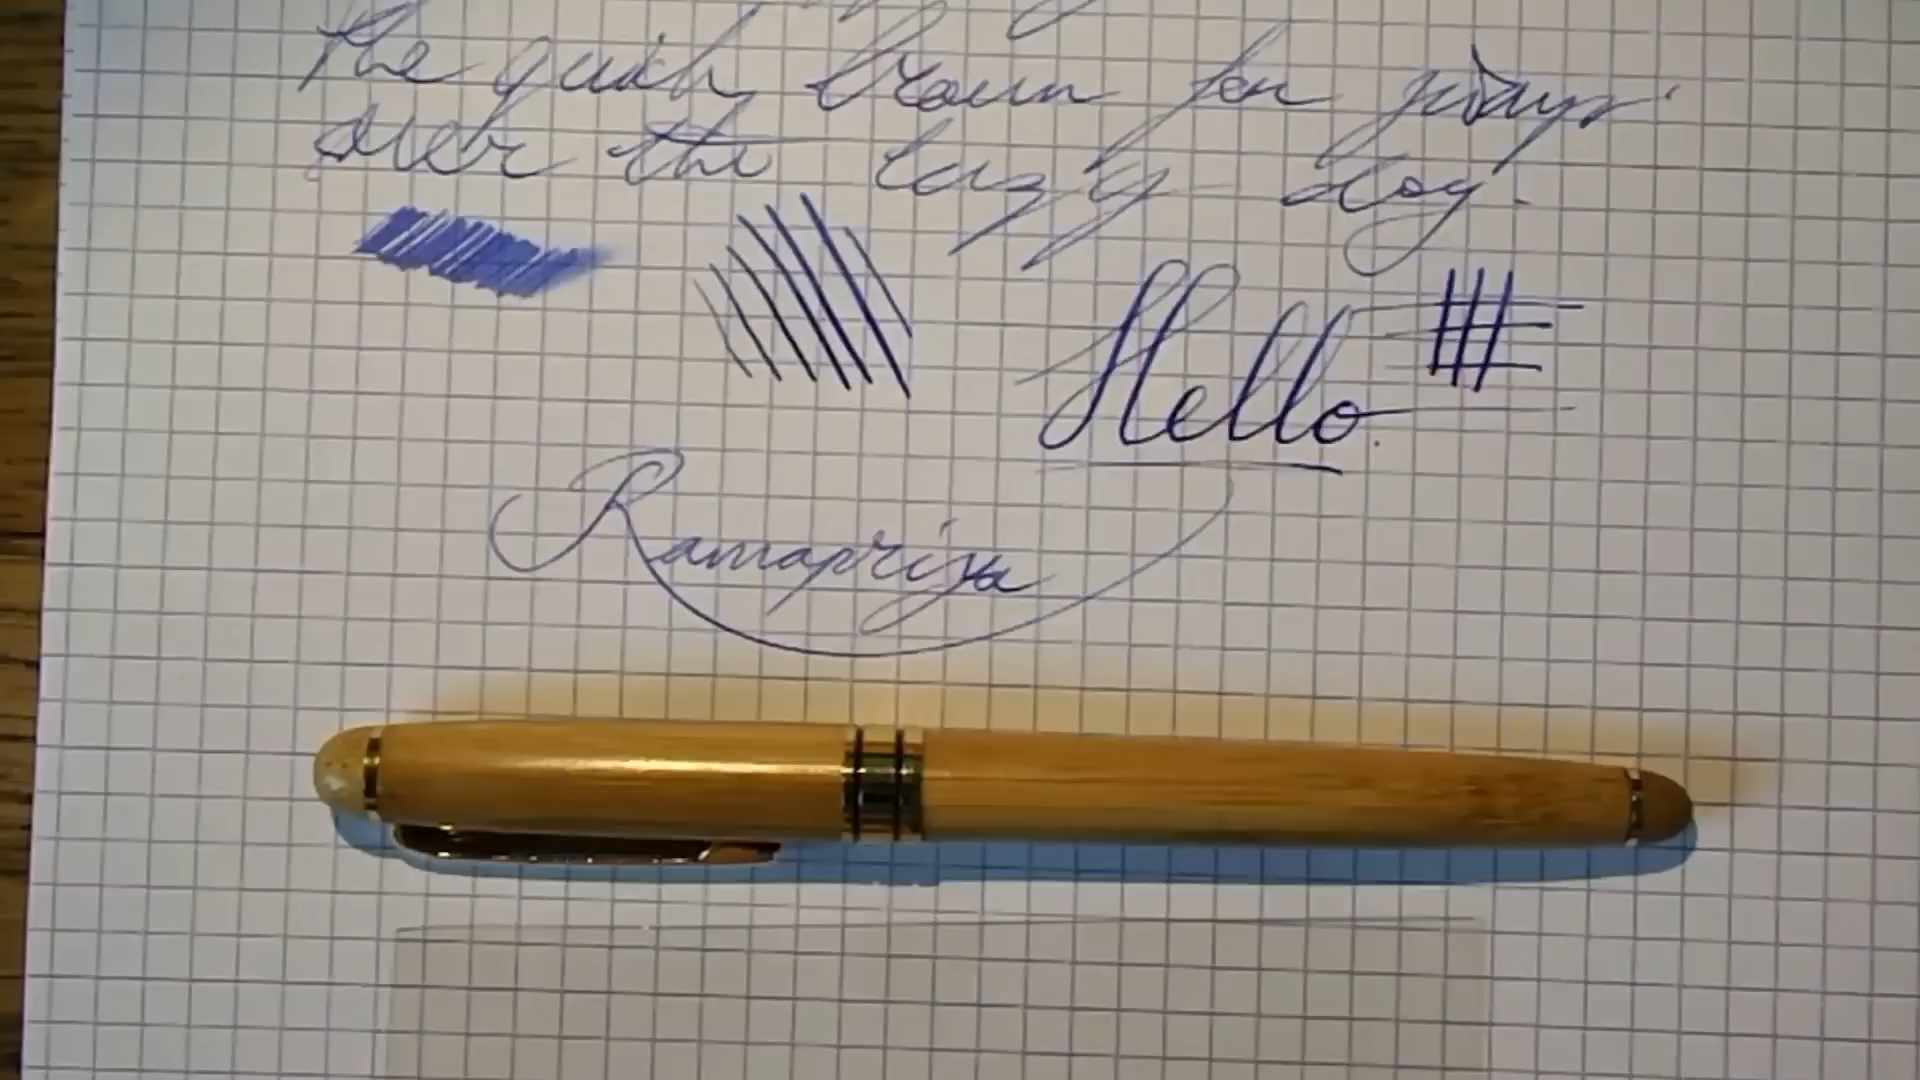 The quick brown fox jumps
over the lazy dog.
Hello.
Ramapriya